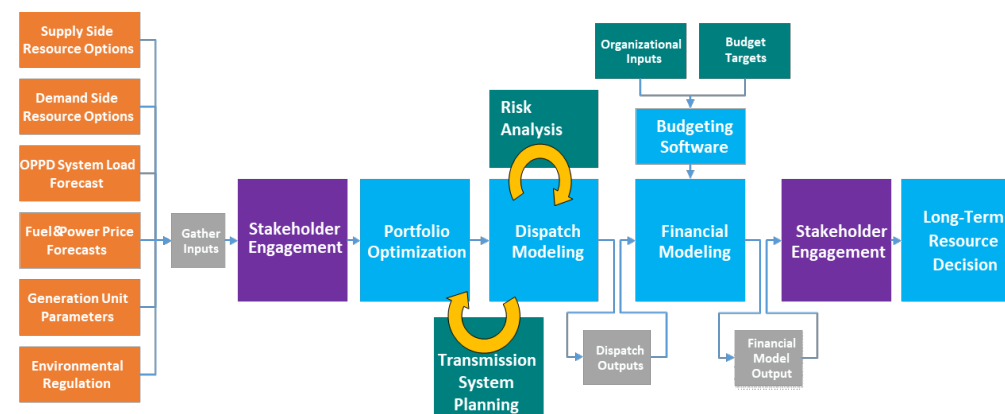 Supply Side
Resource Options
Demand Side
Resource Options
OPPD System Load
Forecast
Fuel&Power Price
Forecasts
Generation Unit
Parameters
Environmental
Regulation
Gather
Inputs
Stakeholder
Engagement
Portfolio
Optimization
Risk
Analysis
Dispatch
Modeling
Transmission
System
Planning
Dispatch
Outputs
Organizational
Inputs
Budget
Targets
Budgeting
Software
Financial
Modeling
Financial
Model
Output
Stakeholder
Engagement
Long-Term
Resource
Decision